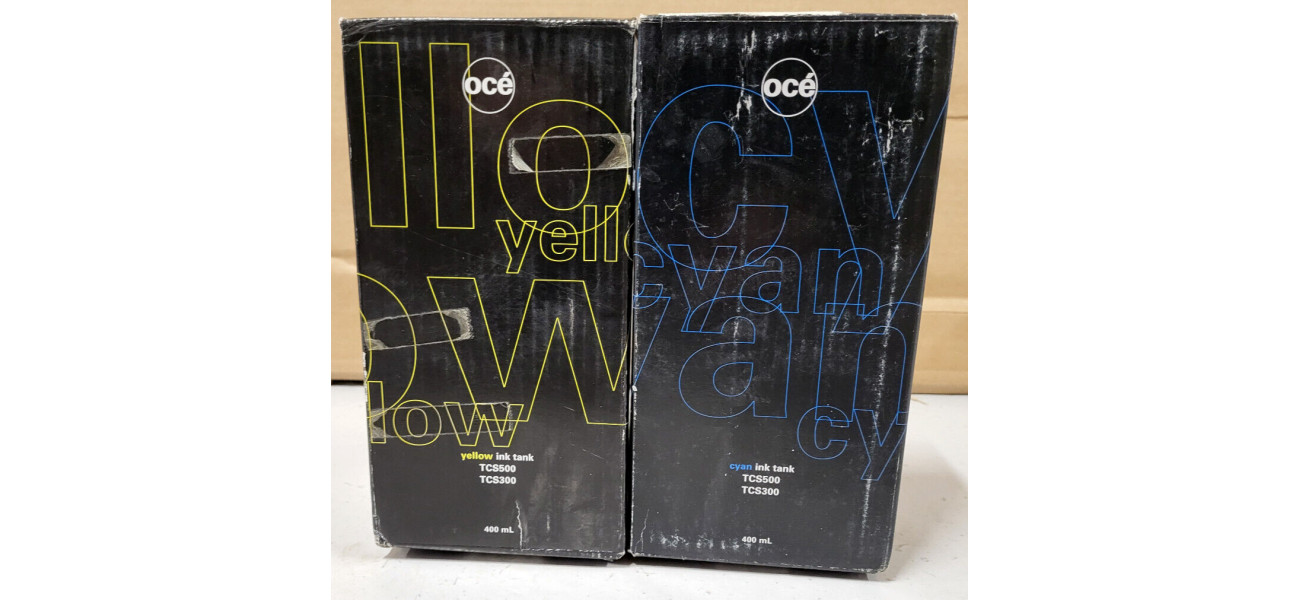 océ
llo
yello
ow
low
yellow ink tank
TCS500
TCS300
400 mL
océ
cy
cyan
yan
cy
cyan ink tank
TCS500
TCS300
400 mL